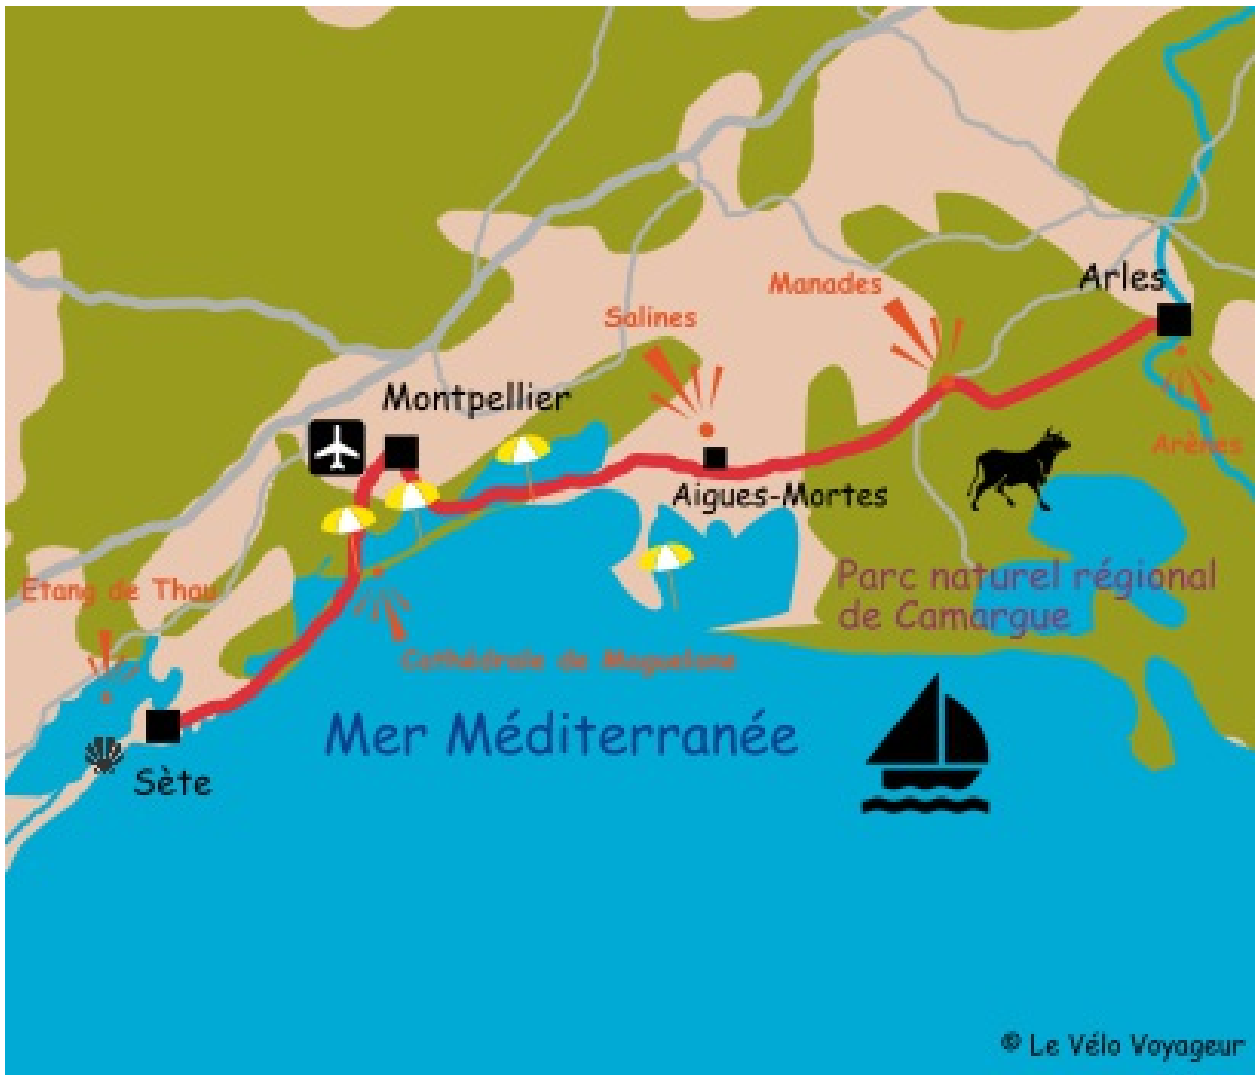 Arles
Manades
Salines
Montpellier
Arènes
Aigues-Mortes
Parc naturel régional
de Camargue
Etang de Thau
Cathédrale de Maguelone
Mer Méditerranée
Sète
© Le Vélo Voyageur